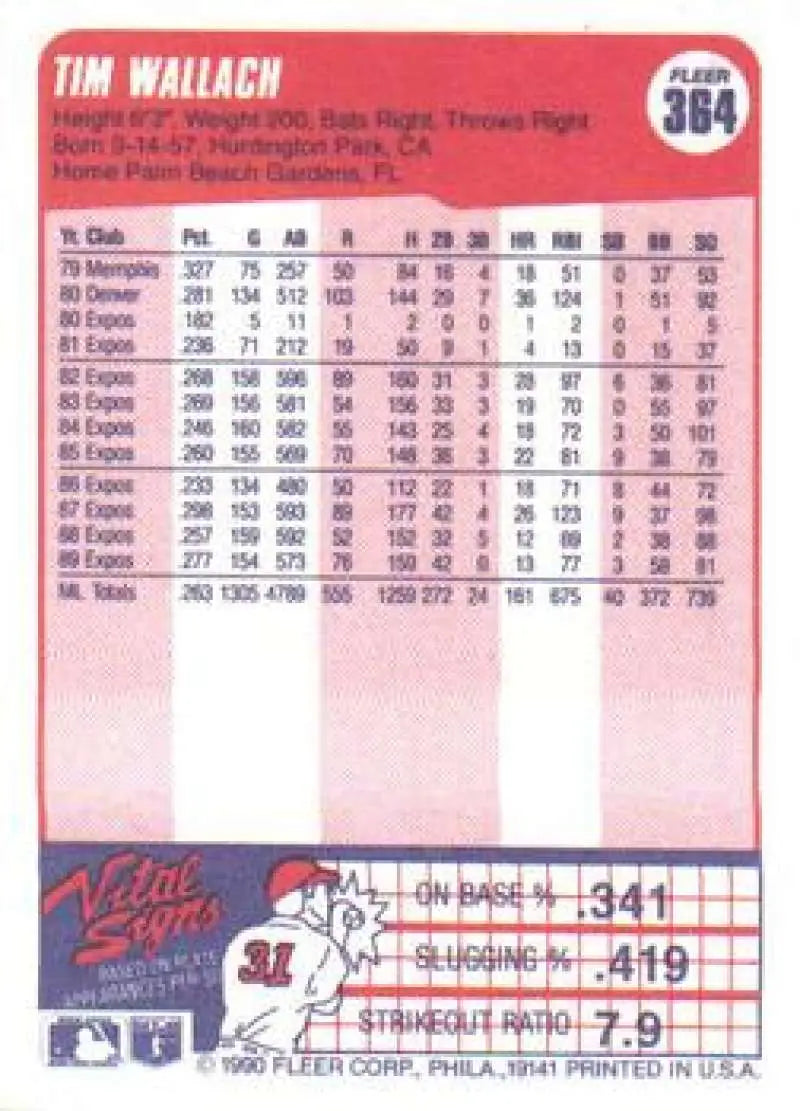 TIM WALLACH
FLEER
364
Height 6'3", Weight 200, Bats Right, Throws Right
Born 9-14-57, Huntington Park, CA
Home Palm Beach Gardens, FL
Yr. Club Pct. G AB R H 2B 3B HR RBI SB BB SO
79 Memphis .327 75 257 50 84 16 4 18 51 0 37 53
80 Denver .281 134 512 103 144 29 7 36 124 1 51 92
80 Expos .182 5 11 1 2 0 0 1 2 0 1 5
81 Expos .236 71 212 19 50 9 1 4 13 0 15 37
82 Expos .268 158 596 89 160 31 3 28 97 6 36 81
83 Expos .269 156 581 54 156 33 3 19 70 0 55 97
84 Expos .246 160 582 55 143 25 4 18 72 3 50 101
85 Expos .260 155 569 70 148 36 3 22 81 9 38 79
86 Expos .233 134 480 50 112 22 1 18 71 8 44 72
87 Expos .298 153 593 89 177 42 4 26 123 9 37 98
88 Expos .257 159 592 52 152 32 5 12 69 2 38 88
89 Expos .277 154 573 76 159 42 0 13 77 3 58 81
ML Totals .263 1305 4789 555 1259 272 24 161 675 40 372 739
Vital Signs
BASED ON PLATE
APPEARANCES PER
31
ON BASE % .341
SLUGGING % .419
STRIKEOUT RATIO 7.9
© 1990 FLEER CORP., PHILA., 19141 PRINTED IN U.S.A.